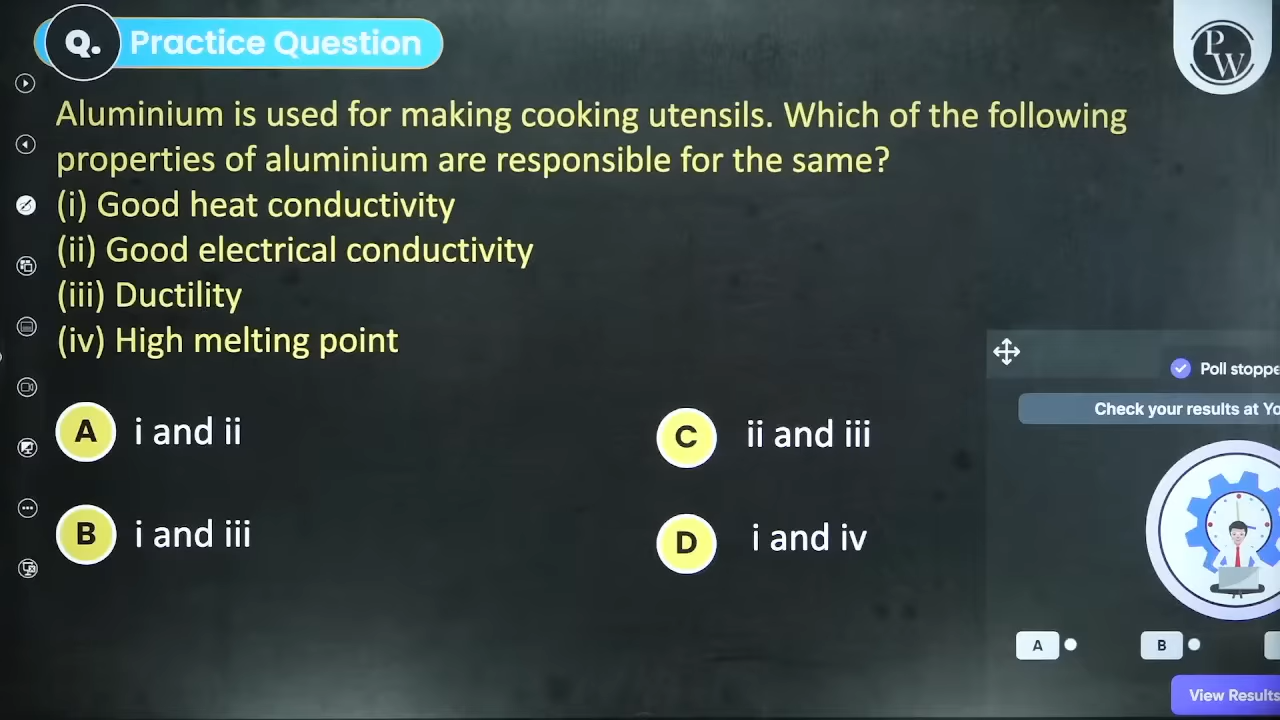 Q. Practice Question
PW
Aluminium is used for making cooking utensils. Which of the following
properties of aluminium are responsible for the same?
(i) Good heat conductivity
(ii) Good electrical conductivity
(iii) Ductility
(iv) High melting point
A i and ii
C ii and iii
B i and iii
D i and iv
Poll stoppe
Check your results at Yo
A
B
View Results